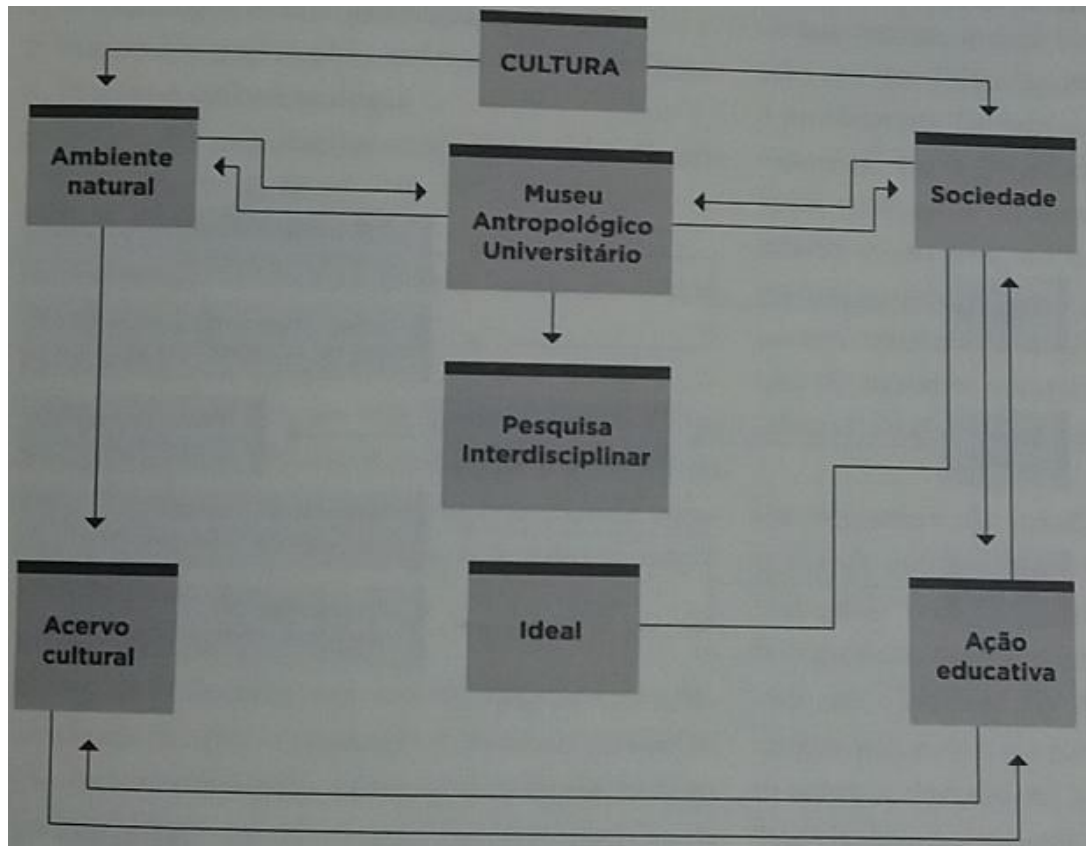 CULTURA
Ambiente
natural
Museu
Antropológico
Universitário
Sociedade
Pesquisa
Interdisciplinar
Acervo
cultural
Ideal
Ação
educativa